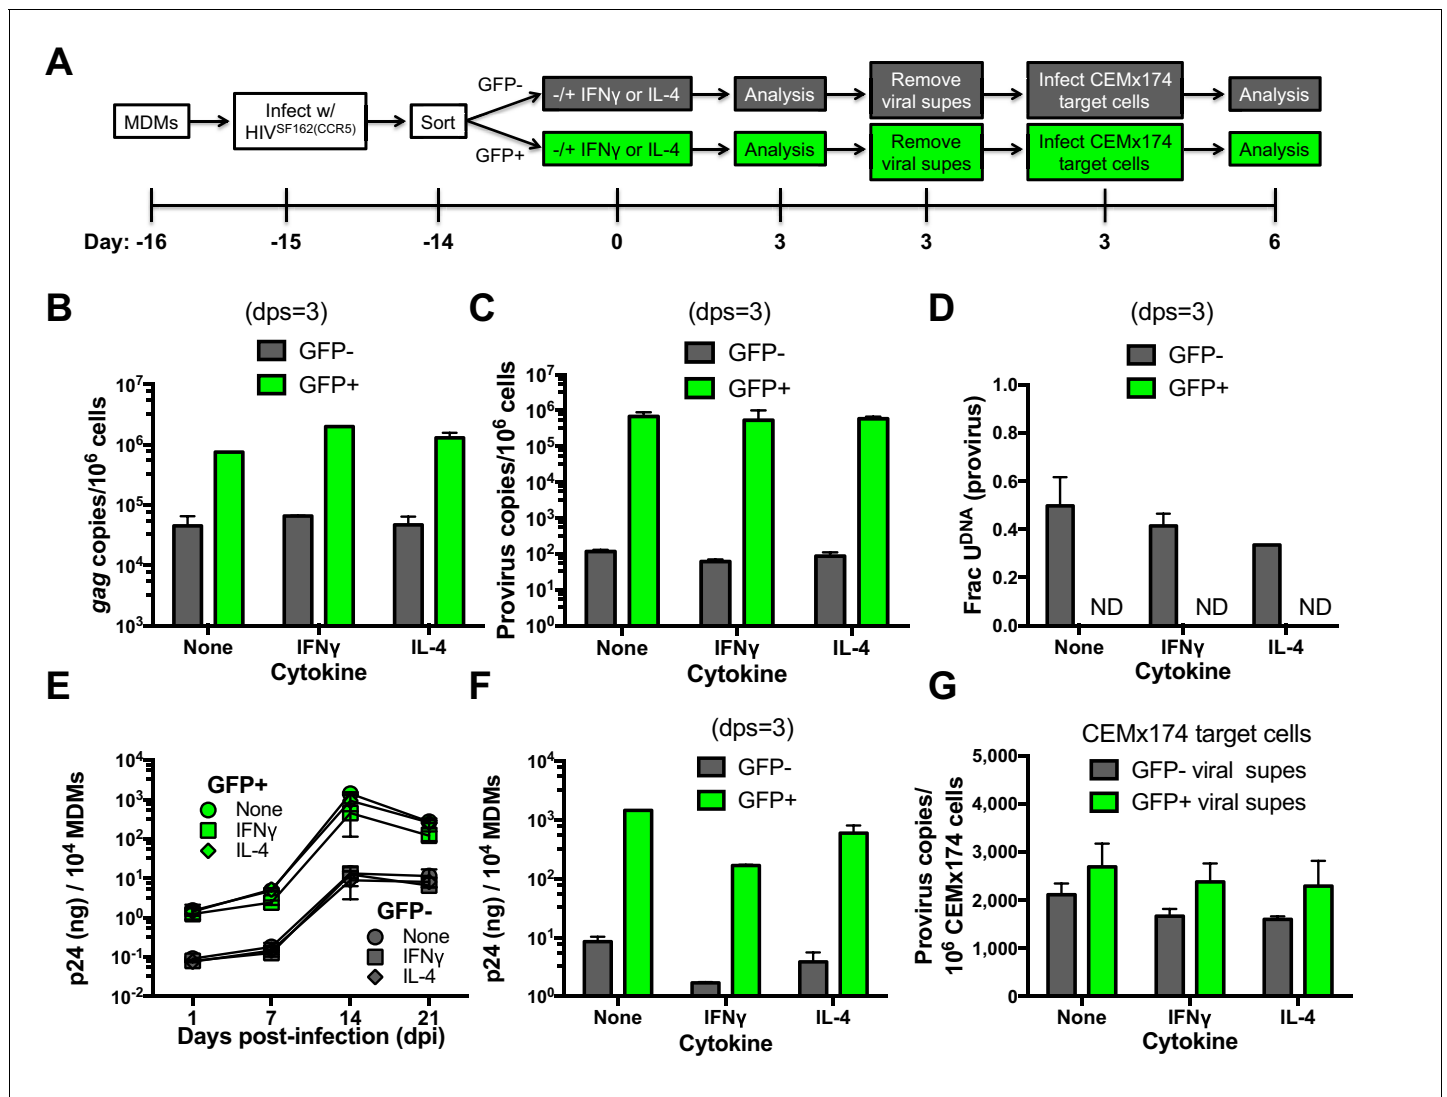 A
MDMs
Infect w/
HIV^SF162(CCR5)
Sort
GFP-
GFP+
-/+ IFNγ or IL-4
Analysis
Remove
viral supes
Infect CEMx174
target cells
Analysis
-/+ IFNγ or IL-4
Analysis
Remove
viral supes
Infect CEMx174
target cells
Analysis
Day: -16 -15 -14 0 3 3 3 6
B
(dps=3)
GFP-
GFP+
gag copies/10^6 cells
10^7
10^6
10^5
10^4
10^3
None IFNγ IL-4
Cytokine
C
(dps=3)
GFP-
GFP+
Provirus copies/10^6 cells
10^7
10^6
10^5
10^4
10^3
10^2
10^1
10^0
None IFNγ IL-4
Cytokine
D
(dps=3)
GFP-
GFP+
Frac U^DNA (provirus)
1.0
0.8
0.6
0.4
0.2
0.0
ND ND ND
None IFNγ IL-4
Cytokine
E
p24 (ng) / 10^4 MDMs
10^4
10^3
10^2
10^1
10^0
10^-1
10^-2
GFP+
None
IFNγ
IL-4
GFP-
None
IFNγ
IL-4
1 7 14 21
Days post-infection (dpi)
F
(dps=3)
GFP-
GFP+
p24 (ng) / 10^4 MDMs
10^4
10^3
10^2
10^1
10^0
None IFNγ IL-4
Cytokine
G
CEMx174 target cells
GFP- viral supes
GFP+ viral supes
Provirus copies/
10^6 CEMx174 cells
5,000
4,000
3,000
2,000
1,000
0
None IFNγ IL-4
Cytokine